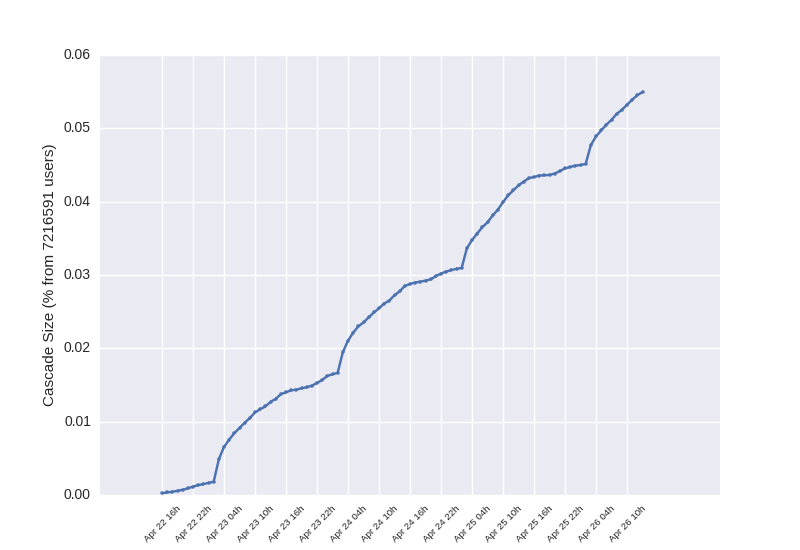 0.06
0.05
0.04
0.03
0.02
0.01
0.00
Cascade Size (% from 7216591 users)
Apr 22 16h
Apr 22 22h
Apr 23 04h
Apr 23 10h
Apr 23 16h
Apr 23 22h
Apr 24 04h
Apr 24 10h
Apr 24 16h
Apr 24 22h
Apr 25 04h
Apr 25 10h
Apr 25 16h
Apr 25 22h
Apr 26 04h
Apr 26 10h